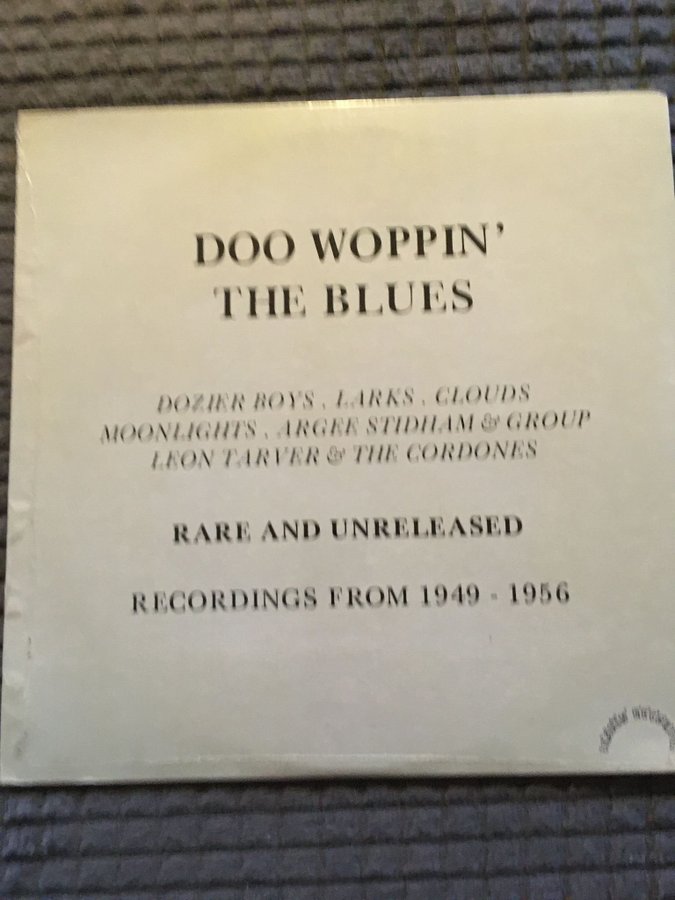 DOO WOPPIN'
THE BLUES
DOZIER BOYS . LARKS . CLOUDS
MOONLIGHTS . ARGEE STIDHAM & GROUP
LEON TARVER & THE CORDONES
RARE AND UNRELEASED
RECORDINGS FROM 1949 - 1956